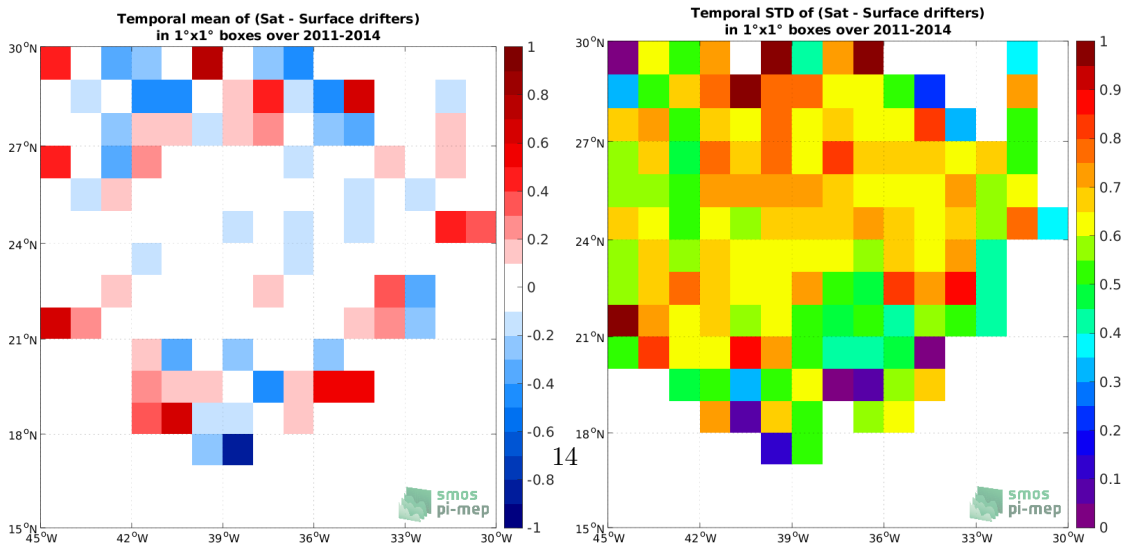 Temporal mean of (Sat - Surface drifters)
in 1°x1° boxes over 2011-2014
30°N
27°N
24°N
21°N
18°N
15°N
45°W
42°W
39°W
36°W
33°W
30°W
1
0.8
0.6
0.4
0.2
0
-0.2
-0.4
-0.6
-0.8
-1
smos
pi-mep
14
Temporal STD of (Sat - Surface drifters)
in 1°x1° boxes over 2011-2014
30°N
27°N
24°N
21°N
18°N
15°N
45°W
42°W
39°W
36°W
33°W
30°W
1
0.9
0.8
0.7
0.6
0.5
0.4
0.3
0.2
0.1
0
smos
pi-mep